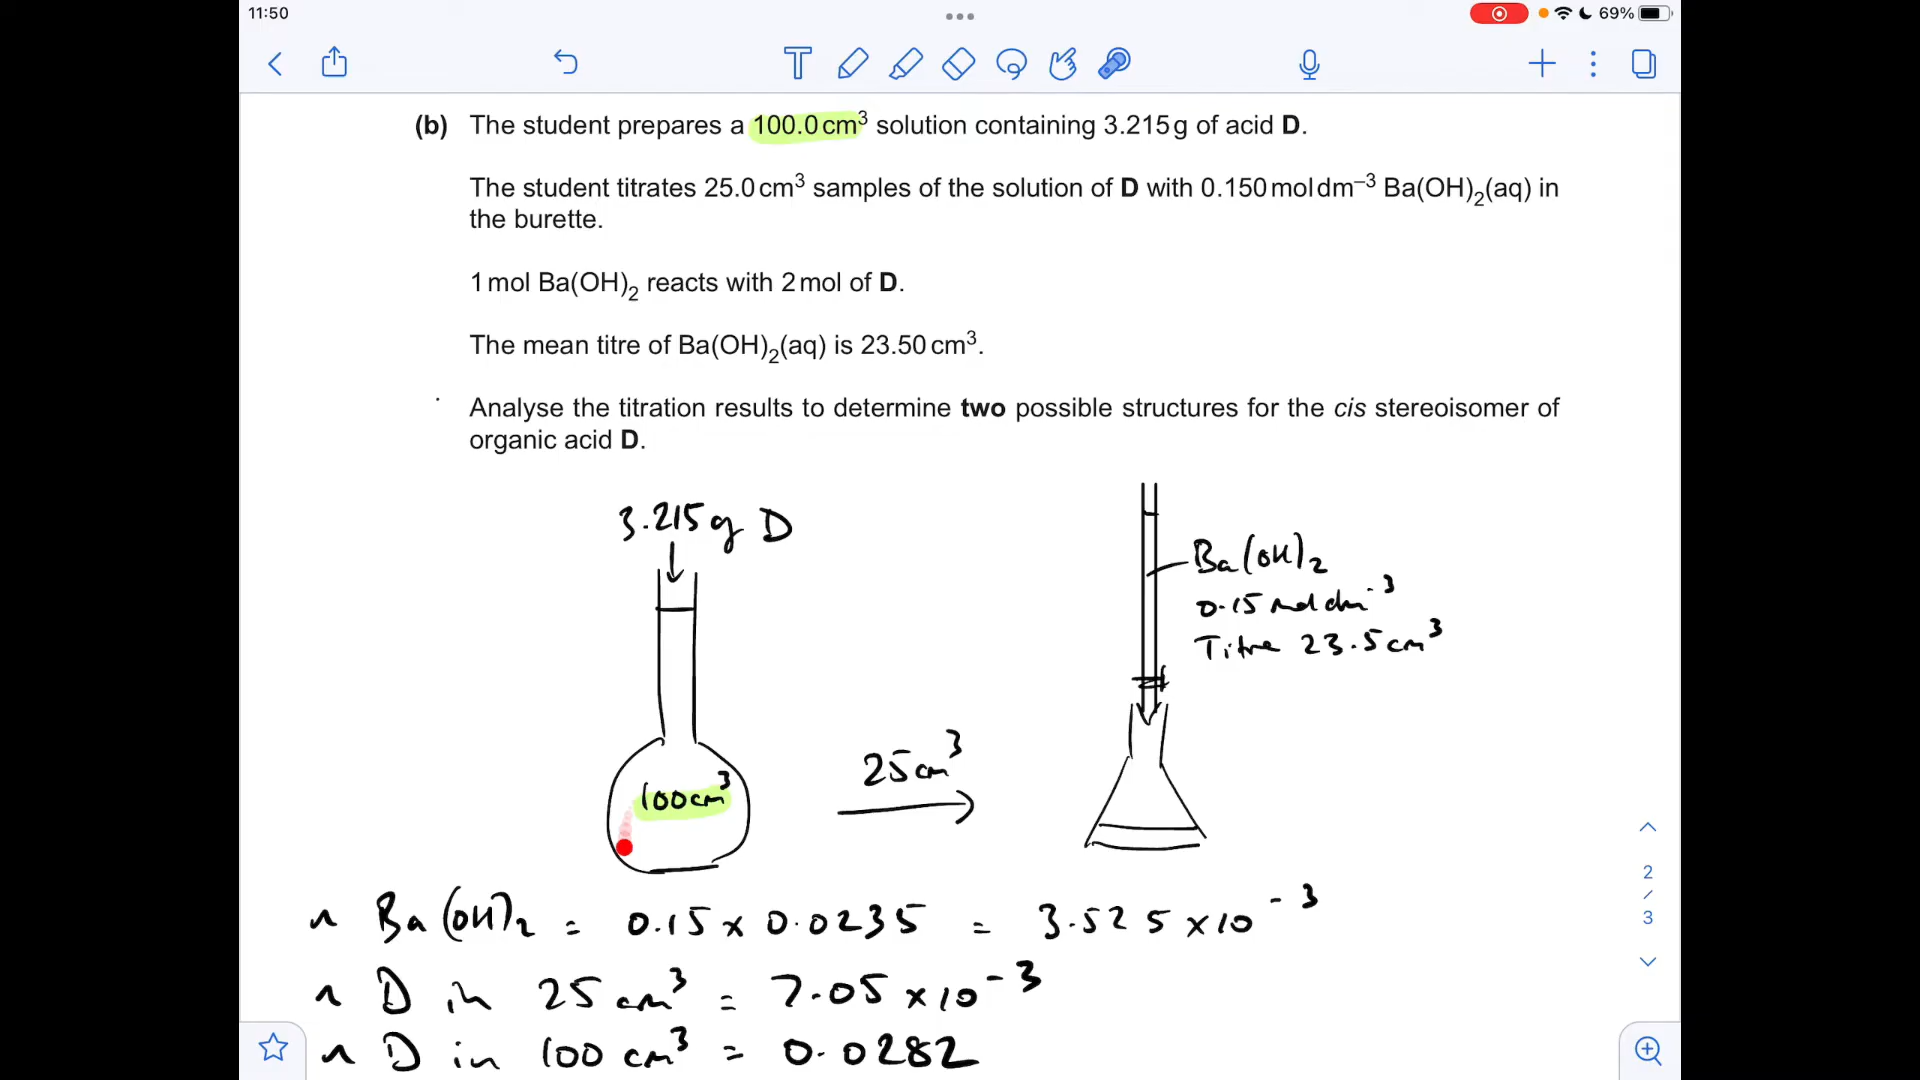 11:50
69%
T
(b) The student prepares a 100.0 cm³ solution containing 3.215 g of acid D.
The student titrates 25.0 cm³ samples of the solution of D with 0.150 mol dm⁻³ Ba(OH)₂(aq) in
the burette.
1 mol Ba(OH)₂ reacts with 2 mol of D.
The mean titre of Ba(OH)₂(aq) is 23.50 cm³.
Analyse the titration results to determine two possible structures for the cis stereoisomer of
organic acid D.
3.215 g D
Ba(OH)₂
0.15 mol dm⁻³
Titre 23.5 cm³
25 cm³
100 cm³
n Ba(OH)₂ = 0.15 × 0.0235 = 3.525 × 10⁻³
n D in 25 cm³ = 7.05 × 10⁻³
n D in 100 cm³ = 0.0282
2
/
3